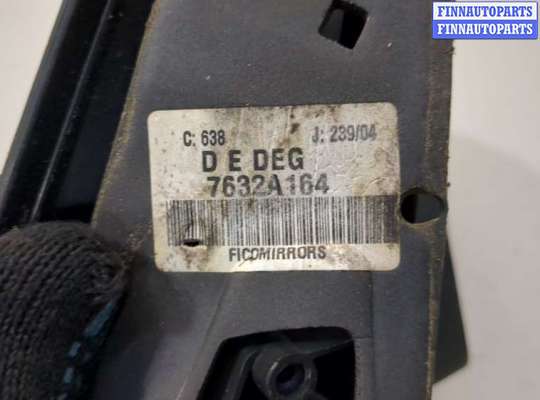 FINNAUTOPARTS
FINNAUTOPARTS
C: 638 J: 239/04
D E DEG
7632A164
FICOMIRRORS